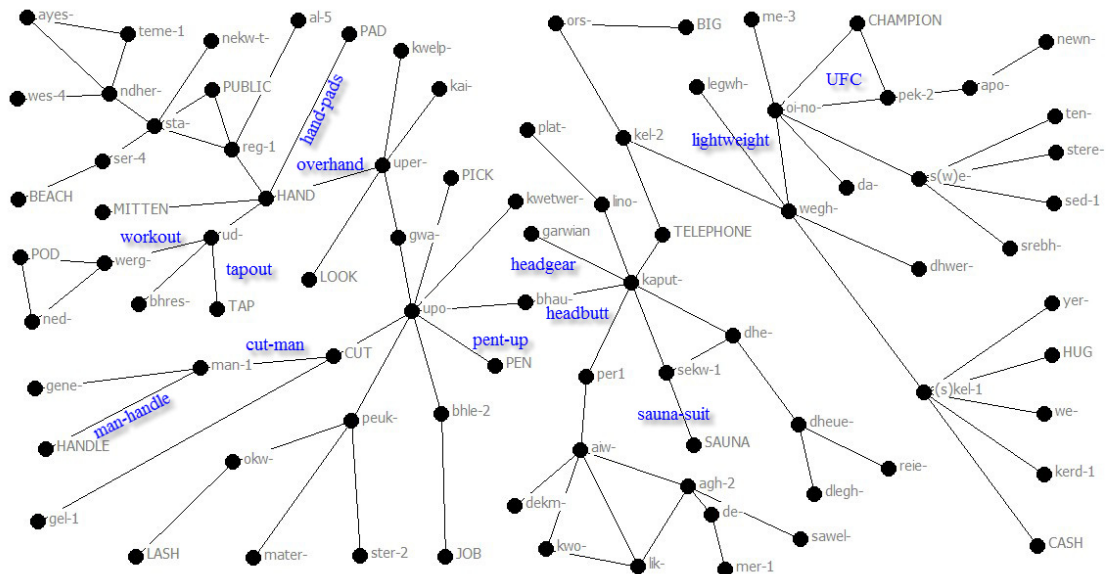 ayes-
teme-1
al-5
PAD
nekw-t-
kwelp-
ors-
BIG
me-3
CHAMPION
newn-
wes-4
ndher-
PUBLIC
hand-pads
kai-
legwh-
UFC
pek-2
apo-
oi-no-
ten-
sta-
reg-1
plat-
kel-2
lightweight
stere-
ser-4
overhand
uper-
PICK
s(w)e-
da-
BEACH
HAND
MITTEN
kwetwer-
lino-
wegh-
sed-1
workout
rud-
gwa-
garwian
TELEPHONE
srebh-
POD
werg-
tapout
LOOK
headgear
kaput-
dhwer-
ned-
bhres-
TAP
upo-
bhau-
headbutt
yer-
cut-man
CUT
pent-up
PEN
dhe-
HUG
man-1
gene-
per1
sekw-1
(s)kel-1
man-handle
peuk-
bhle-2
sauna-suit
we-
HANDLE
SAUNA
dheue-
okw-
aiw-
reie-
kerd-1
gel-1
dekm-
agh-2
dlegh-
de-
LASH
mater-
ster-2
JOB
kwo-
lik-
mer-1
sawel-
CASH